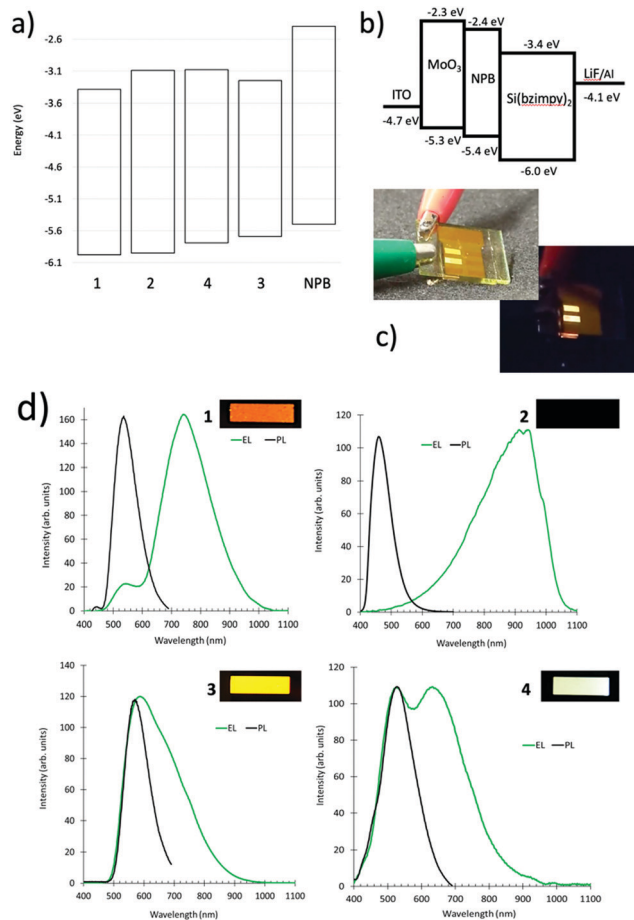 a)
-2.6
-3.1
-3.6
-4.1
-4.6
-5.1
-5.6
-6.1
Energy (eV)
1 2 4 3 NPB
b)
-2.3 eV
-2.4 eV
-3.4 eV
MoO₃
NPB
Si(bzimpy)₂
LiF/Al
-4.1 eV
ITO
-4.7 eV
-5.3 eV
-5.4 eV
-6.0 eV
c)
d)
1
EL PL
160
140
120
100
80
60
40
20
0
Intensity (arb. units)
400 500 600 700 800 900 1000 1100
Wavelength (nm)
2
EL PL
120
100
80
60
40
20
0
Intensity (arb. units)
400 500 600 700 800 900 1000 1100
Wavelength (nm)
3
EL PL
140
120
100
80
60
40
20
0
Intensity (arb. units)
400 500 600 700 800 900 1000 1100
Wavelength (nm)
4
EL PL
120
100
80
60
40
20
0
Intensity (arb. units)
400 500 600 700 800 900 1000 1100
Wavelength (nm)